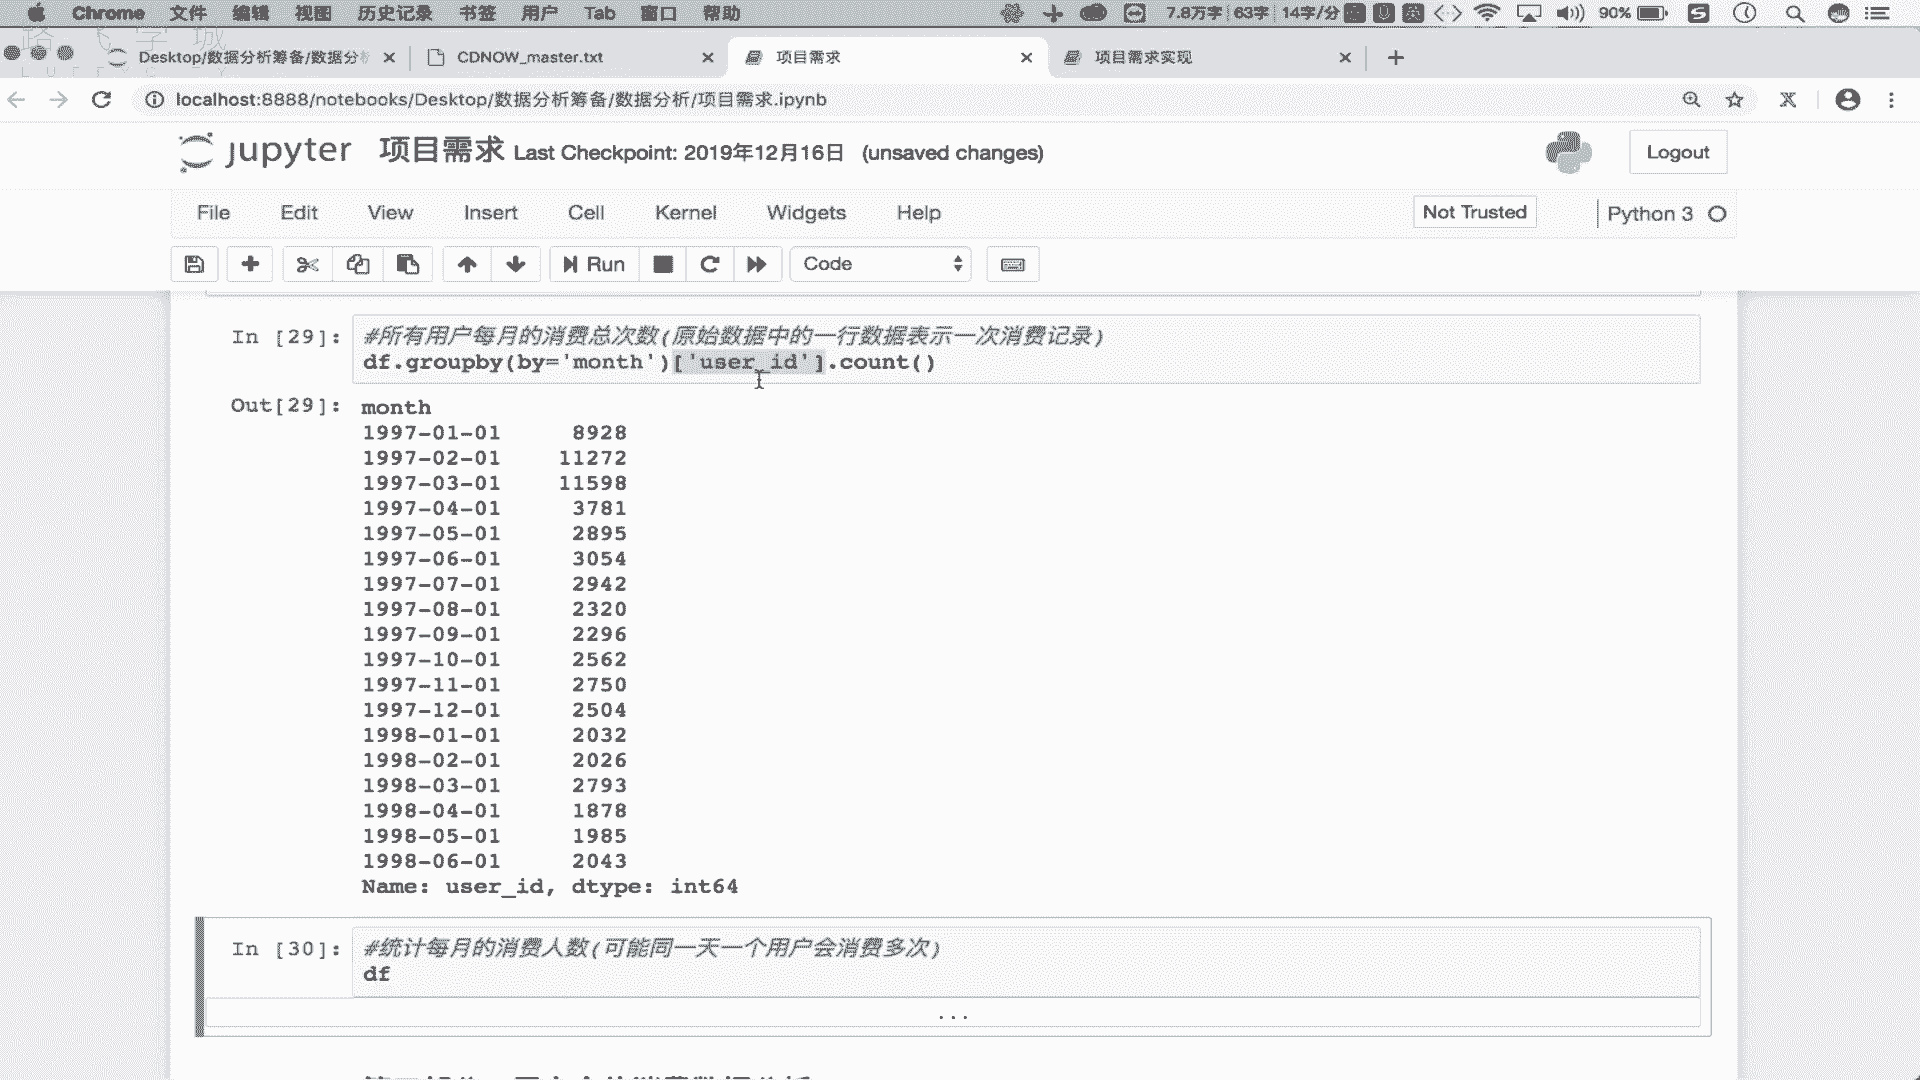 Chrome 文件 编辑 视图 历史记录 书签 用户 Tab 窗口 帮助 7.8万字 63字 14字/分 英 90%
Desktop/数据分析筹备/数据分
CDNOW_master.txt
项目需求
项目需求实现
localhost:8888/notebooks/Desktop/数据分析筹备/数据分析/项目需求.ipynb
jupyter 项目需求 Last Checkpoint: 2019年12月16日 (unsaved changes)
Logout
File Edit View Insert Cell Kernel Widgets Help Not Trusted Python 3
Run Code
In [29]: #所有用户每月的消费总次数(原始数据中的一行数据表示一次消费记录)
df.groupby(by='month')['user_id'].count()
Out[29]: month
1997-01-01 8928
1997-02-01 11272
1997-03-01 11598
1997-04-01 3781
1997-05-01 2895
1997-06-01 3054
1997-07-01 2942
1997-08-01 2320
1997-09-01 2296
1997-10-01 2562
1997-11-01 2750
1997-12-01 2504
1998-01-01 2032
1998-02-01 2026
1998-03-01 2793
1998-04-01 1878
1998-05-01 1985
1998-06-01 2043
Name: user_id, dtype: int64
In [30]: #统计每月的消费人数(可能同一天一个用户会消费多次)
df
...